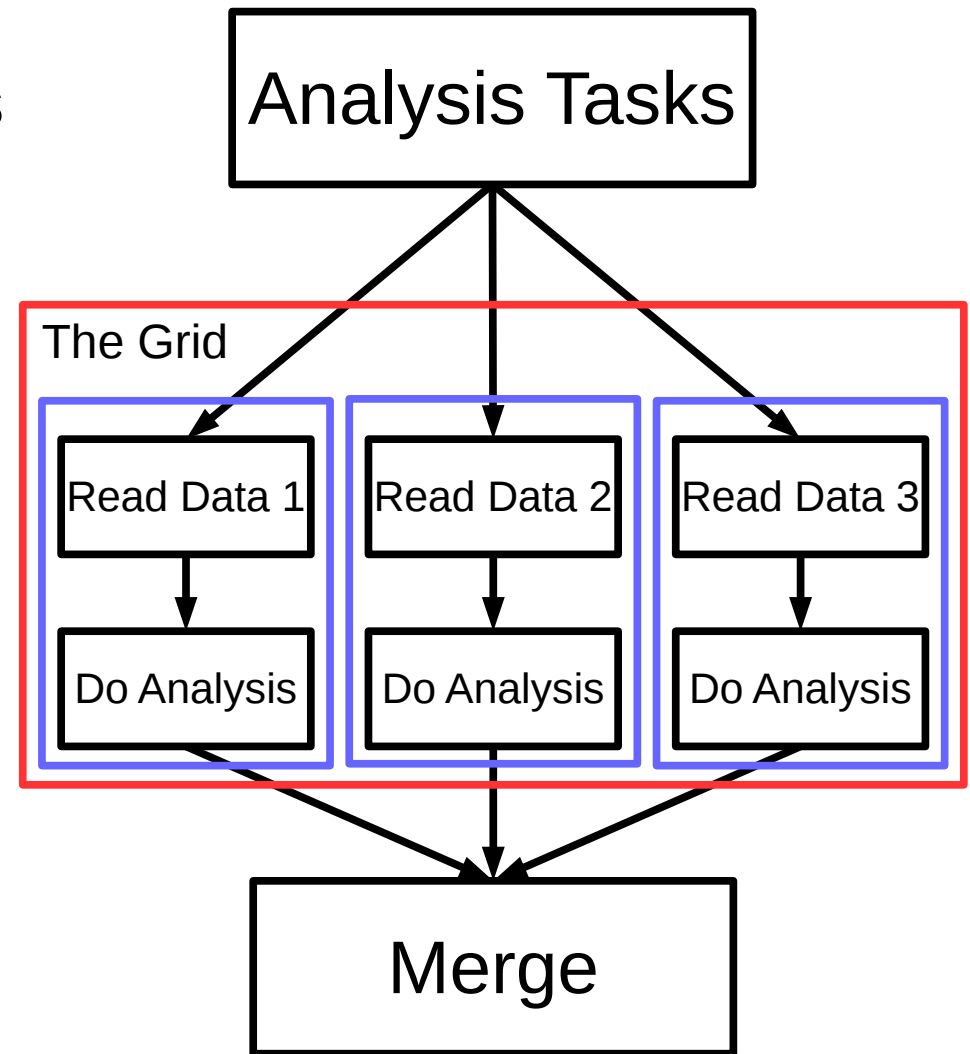 s
Analysis Tasks
The Grid
Read Data 1
Read Data 2
Read Data 3
Do Analysis
Do Analysis
Do Analysis
Merge